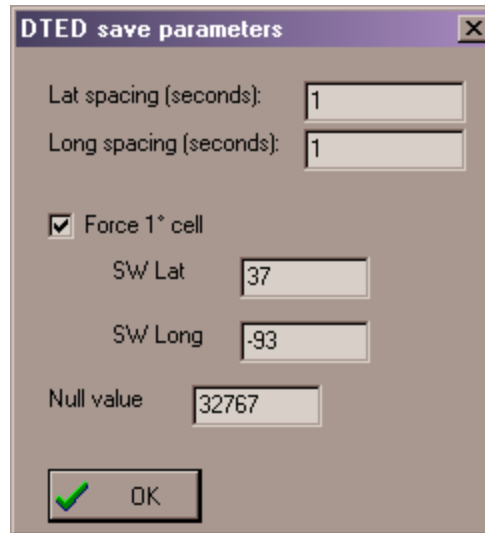 DTED save parameters
Lat spacing (seconds): 1
Long spacing (seconds): 1
Force 1° cell
SW Lat 37
SW Long -93
Null value 32767
OK